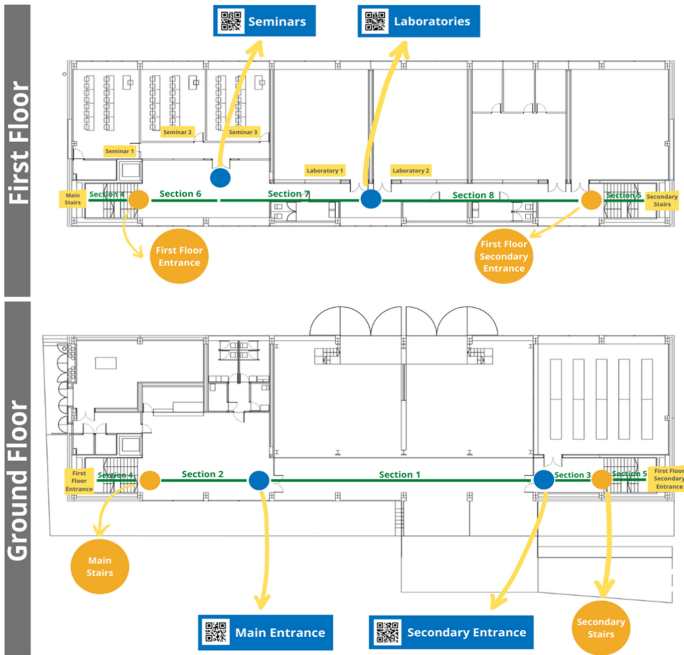 First Floor
Seminars
Laboratories
Seminar 1
Seminar 2
Seminar 3
Laboratory 1
Laboratory 2
Main
Stairs
Section 4
Section 6
Section 7
Section 8
Section 5
Secondary
Stairs
First Floor
Entrance
First Floor
Secondary
Entrance
Ground Floor
First
Floor
Entrance
Section 4
Section 2
Section 1
Section 3
Section 5
First Floor
Secondary
Entrance
Main
Stairs
Main Entrance
Secondary Entrance
Secondary
Stairs